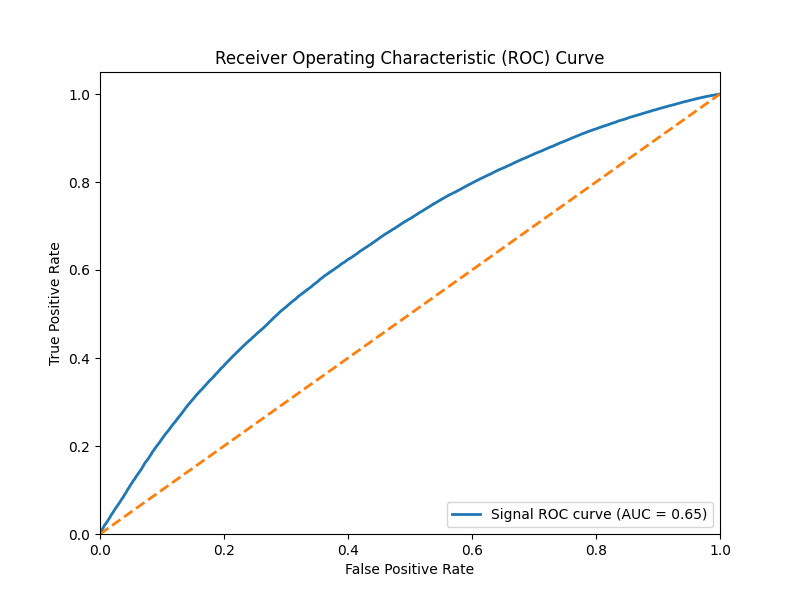 Receiver Operating Characteristic (ROC) Curve
True Positive Rate
1.0
0.8
0.6
0.4
0.2
0.0
Signal ROC curve (AUC = 0.65)
0.0 0.2 0.4 0.6 0.8 1.0
False Positive Rate